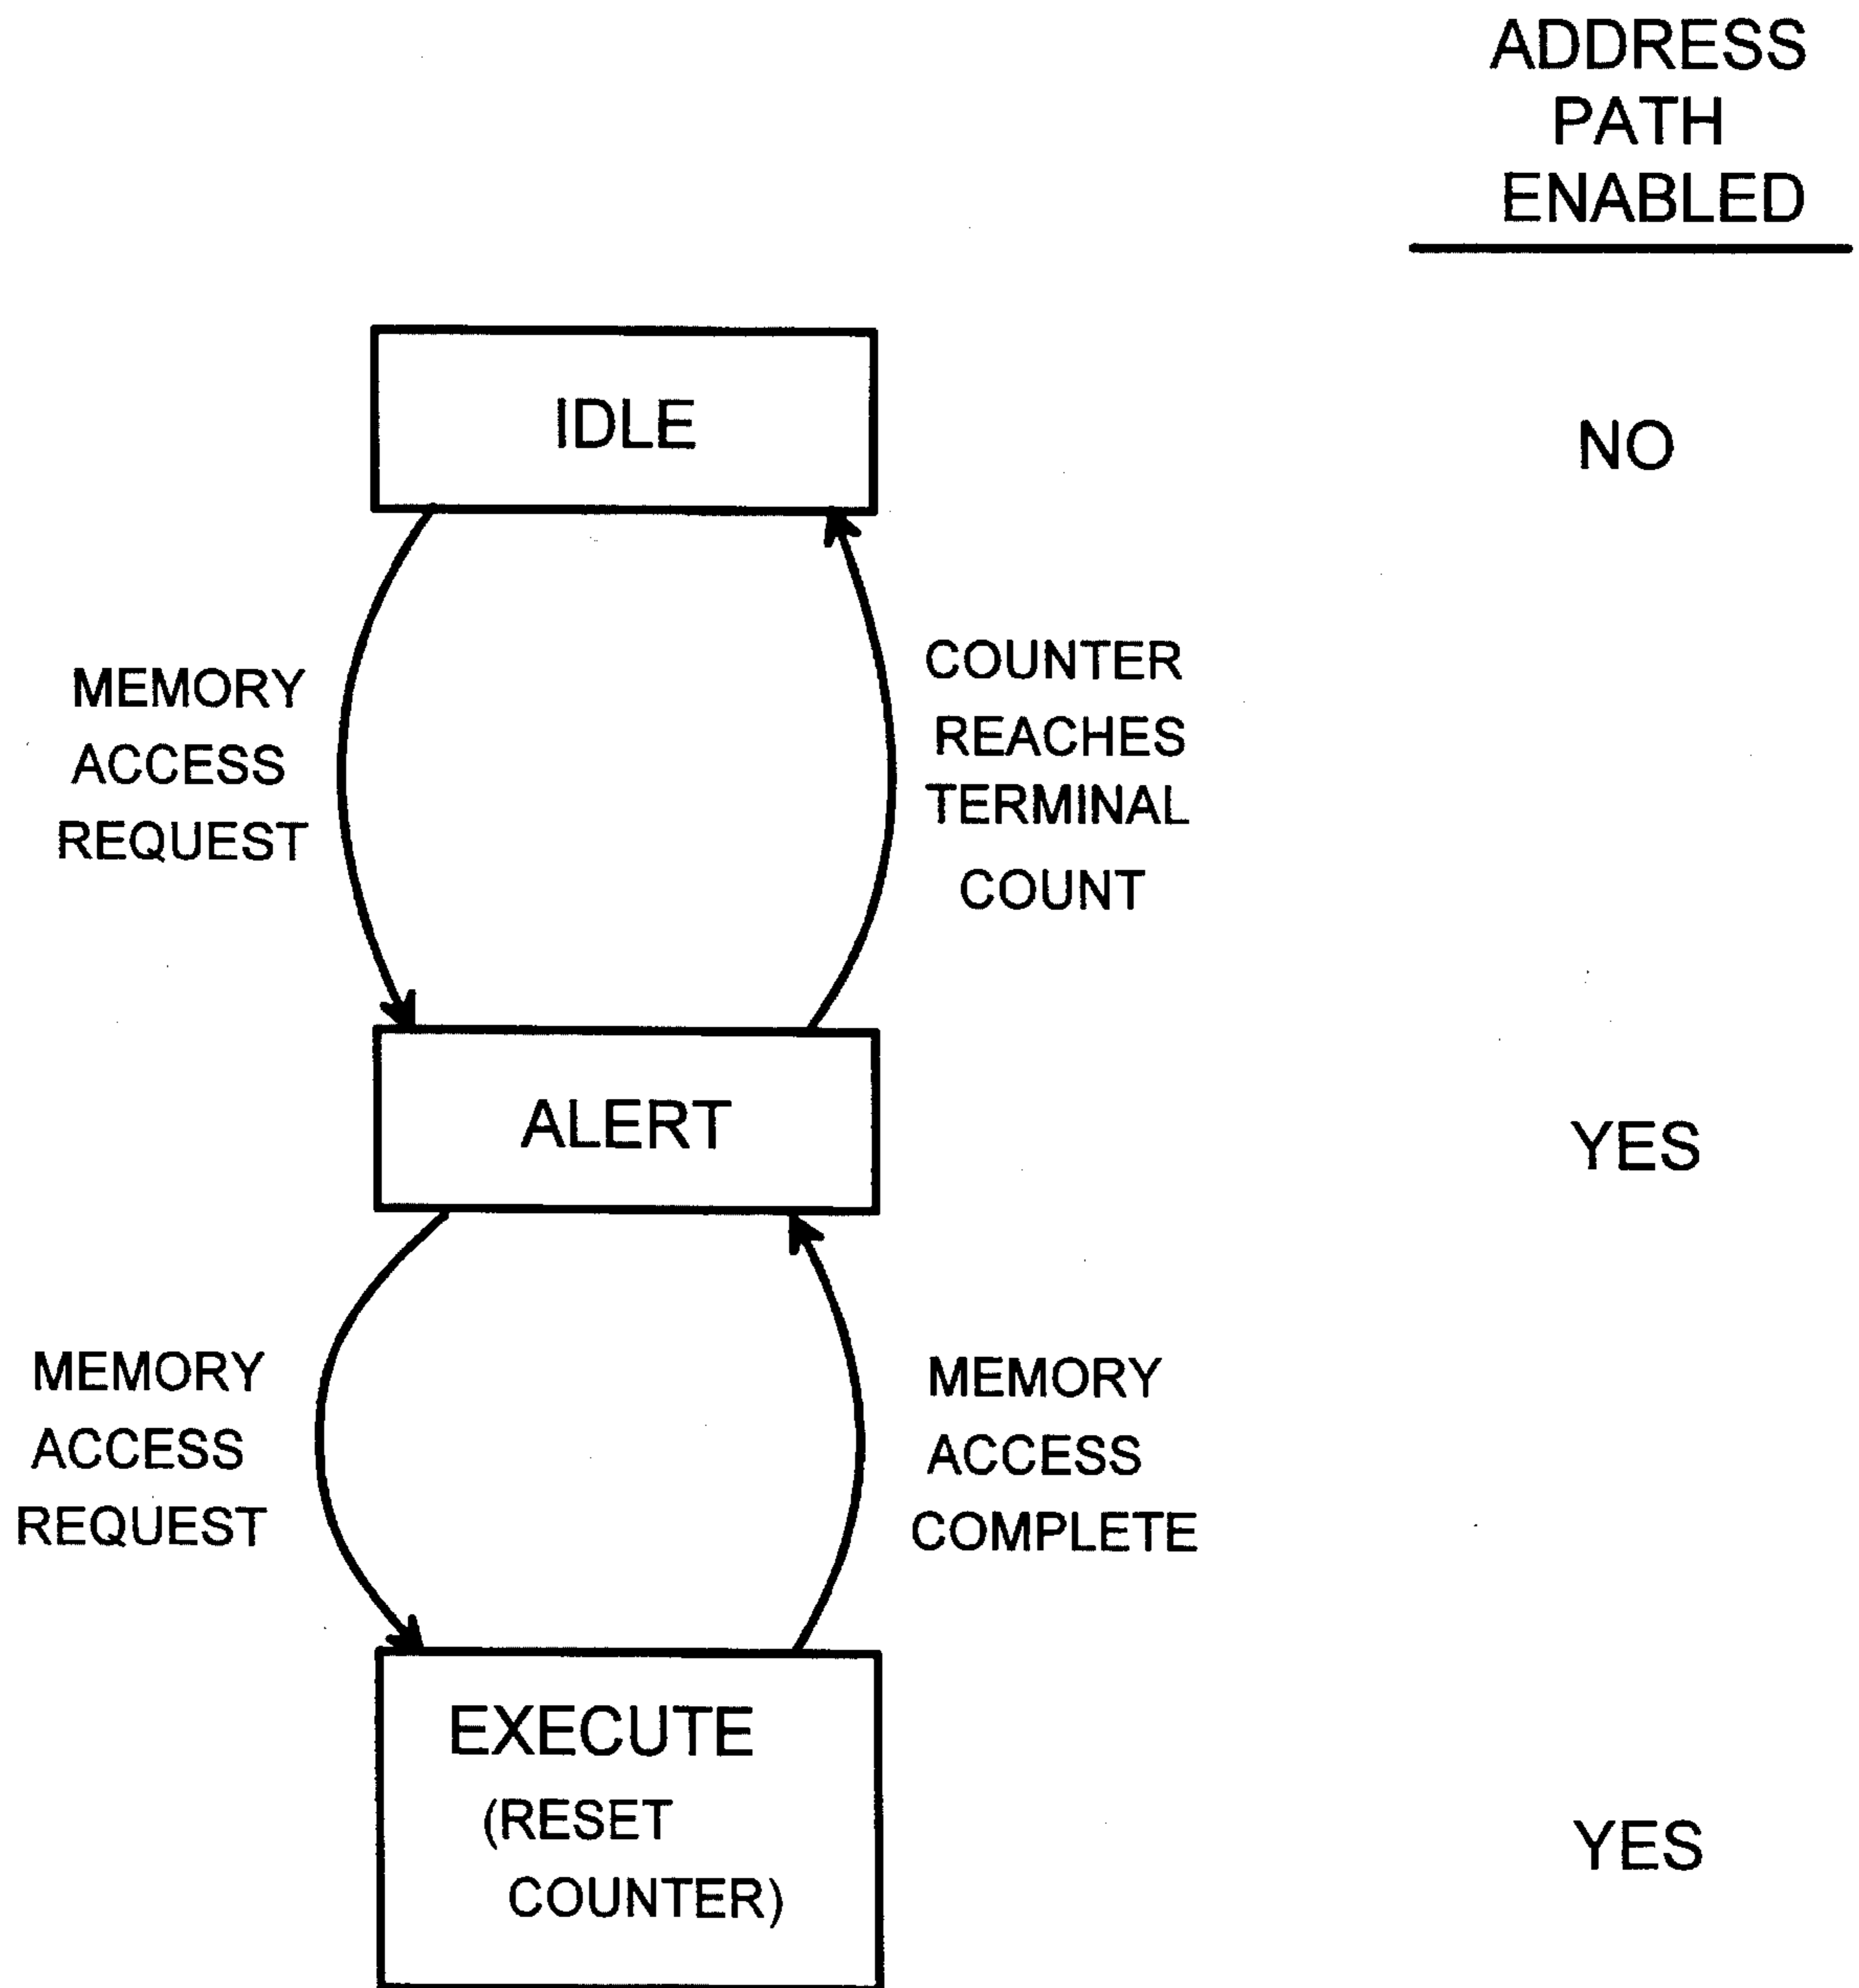 ADDRESS
PATH
ENABLED
IDLE
NO
MEMORY
ACCESS
REQUEST
COUNTER
REACHES
TERMINAL
COUNT
ALERT
YES
MEMORY
ACCESS
REQUEST
MEMORY
ACCESS
COMPLETE
EXECUTE
(RESET
COUNTER)
YES